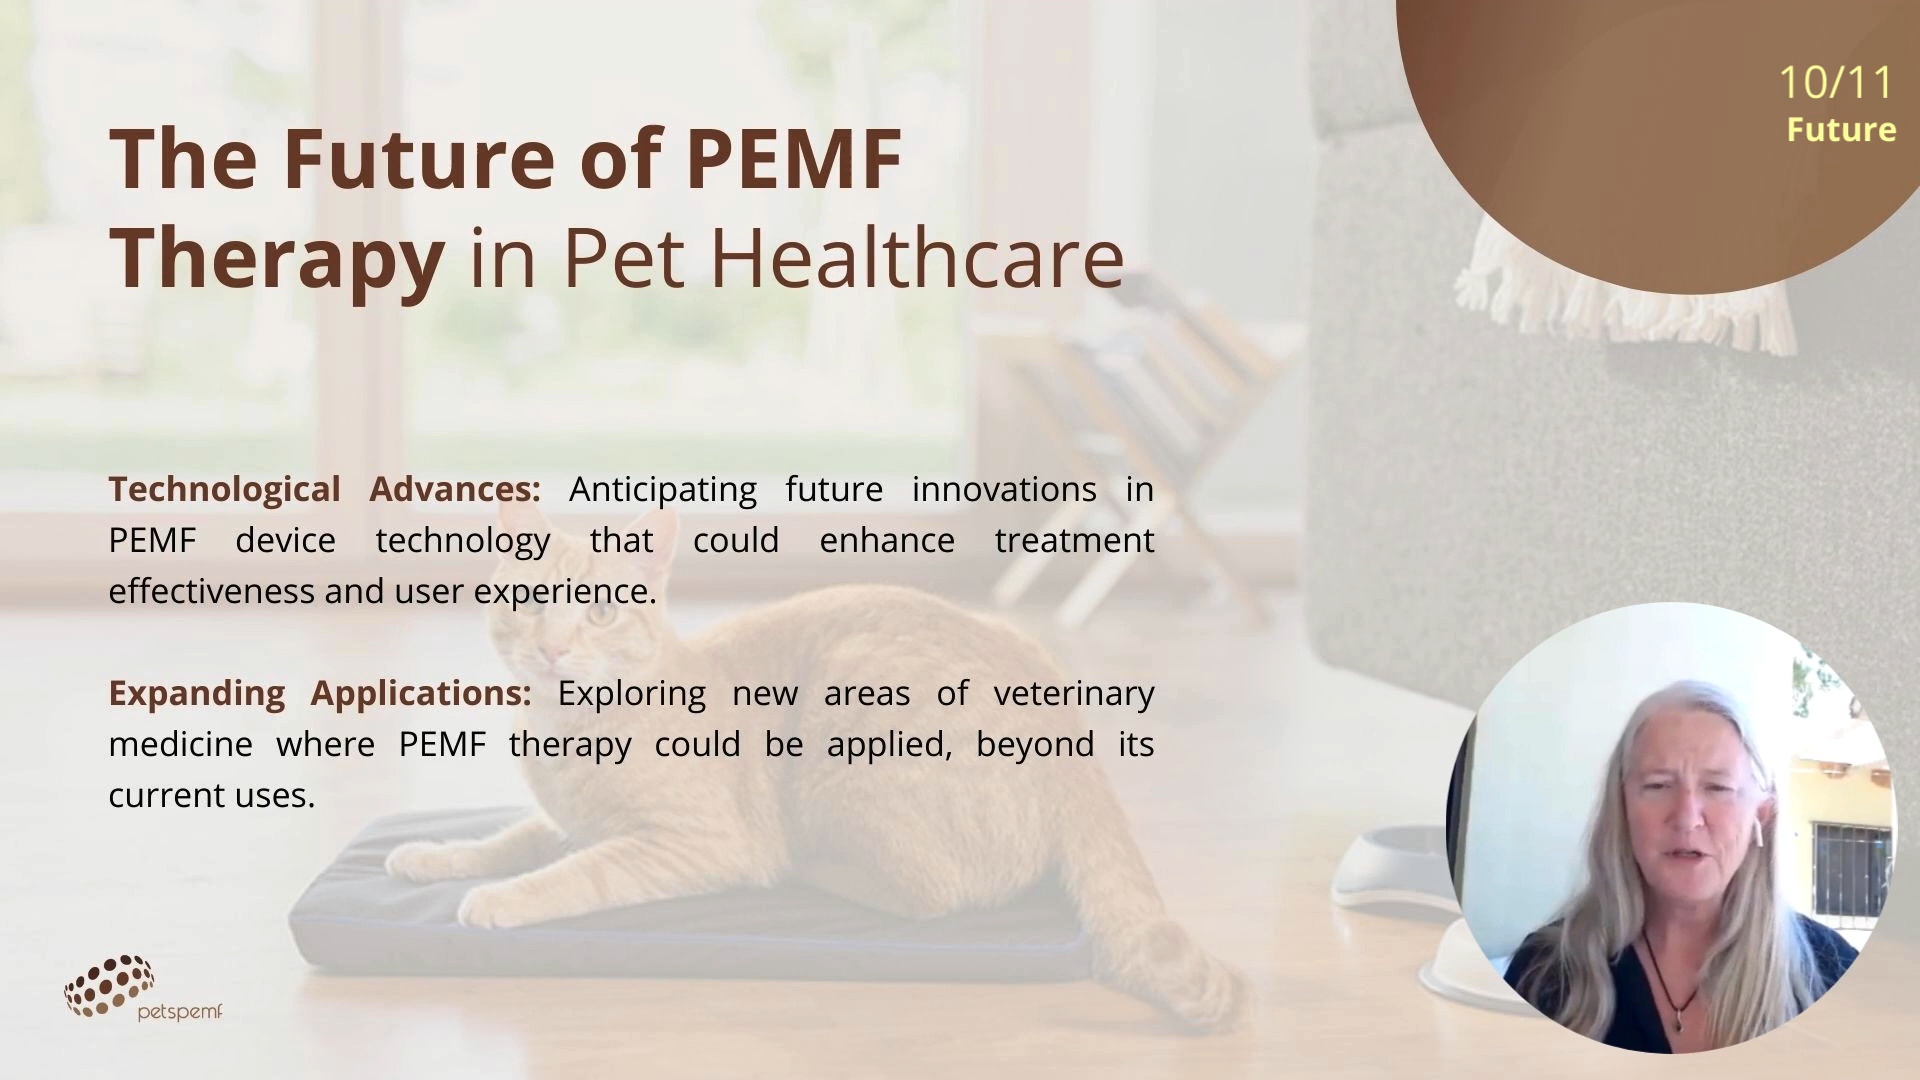 10/11
Future
The Future of PEMF
Therapy in Pet Healthcare
Technological Advances: Anticipating future innovations in
PEMF device technology that could enhance treatment
effectiveness and user experience.
Expanding Applications: Exploring new areas of veterinary
medicine where PEMF therapy could be applied, beyond its
current uses.
petspemf